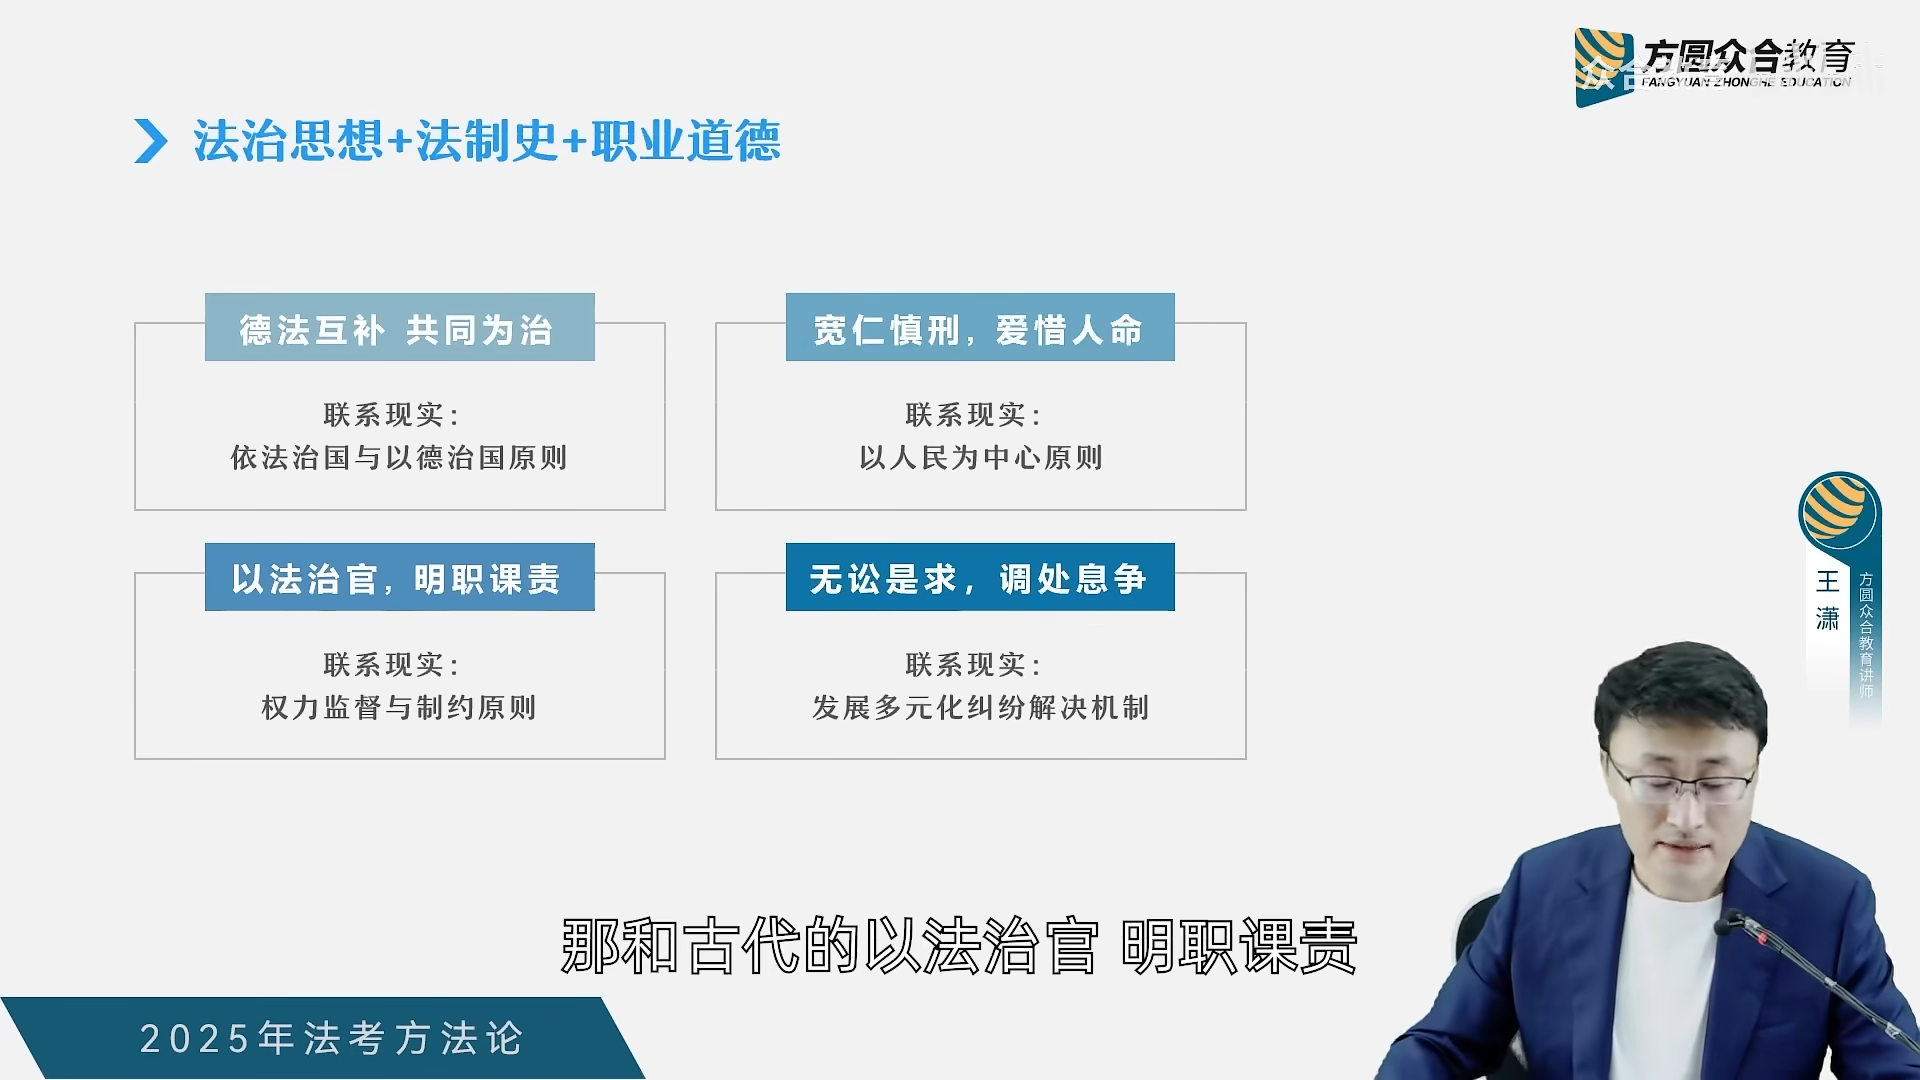 方圆众合教育
FANGYUAN ZHONGHE EDUCATION
法治思想+法制史+职业道德
德法互补 共同为治
联系现实：
依法治国与以德治国原则
宽仁慎刑，爱惜人命
联系现实：
以人民为中心原则
以法治官，明职课责
联系现实：
权力监督与制约原则
无讼是求，调处息争
联系现实：
发展多元化纠纷解决机制
王潇
方圆众合教育讲师
那和古代的以法治官 明职课责
2025年法考方法论